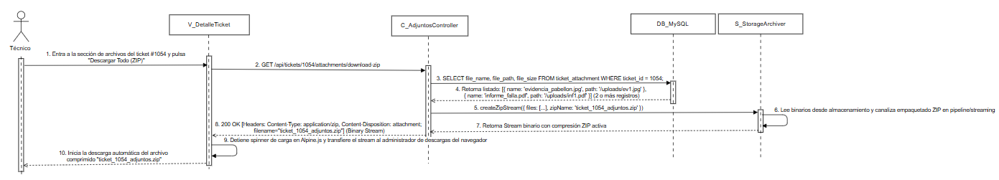 V_DetalleTicket
C_AdjuntosController
DB_MySQL
S_StorageArchiver
Técnico
1. Entra a la sección de archivos del ticket #1054 y pulsa
"Descargar Todo (ZIP)"
2. GET /api/tickets/1054/attachments/download-zip
3. SELECT file_name, file_path, file_size FROM ticket_attachment WHERE ticket_id = 1054;
4. Retorna listado: [{ name: 'evidencia_pabellon.jpg', path: '/uploads/ev1.jpg' },
{ name: 'informe_falla.pdf', path: '/uploads/inf1.pdf' }] (2 o más registros)
5. createZipStream({ files: [...], zipName: 'ticket_1054_adjuntos.zip' })
6. Lee binarios desde almacenamiento y canaliza empaquetado ZIP en pipeline/streaming
7. Retorna Stream binario con compresión ZIP activa
8. 200 OK [Headers: Content-Type: application/zip, Content-Disposition: attachment;
filename="ticket_1054_adjuntos.zip"] (Binary Stream)
9. Detiene spinner de carga en Alpine.js y transfiere el stream al administrador de descargas del navegador
10. Inicia la descarga automática del archivo
comprimido "ticket_1054_adjuntos.zip"